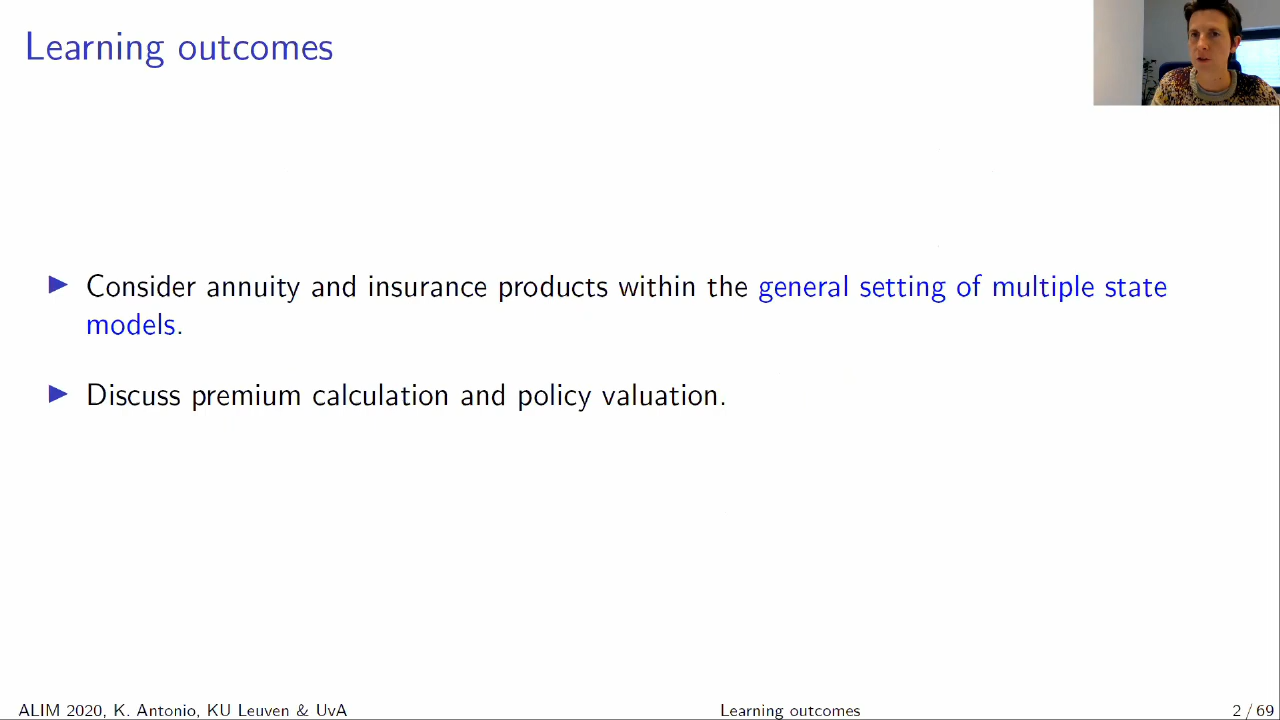 Learning outcomes
▶ Consider annuity and insurance products within the general setting of multiple state
models.
▶ Discuss premium calculation and policy valuation.
ALIM 2020, K. Antonio, KU Leuven & UvA Learning outcomes 2 / 69